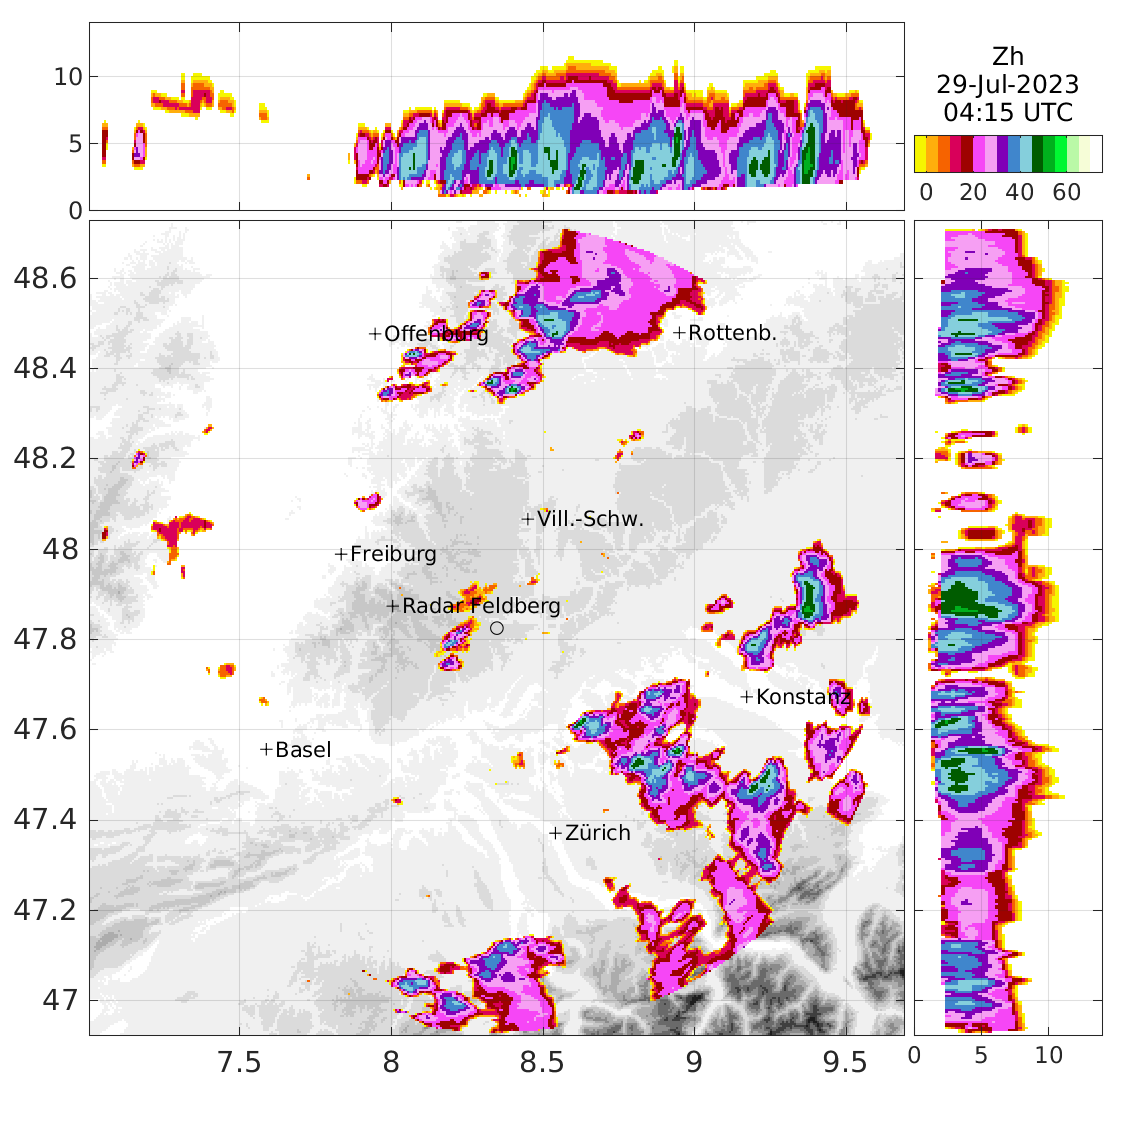 Zh
29-Jul-2023
04:15 UTC
0 20 40 60
10
5
0
48.6
48.4
48.2
48
47.8
47.6
47.4
47.2
47
+Offenburg
+Rottenb.
+Vill.-Schw.
+Freiburg
+Radar Feldberg
+Konstanz
+Basel
+Zürich
7.5 8 8.5 9 9.5
0 5 10